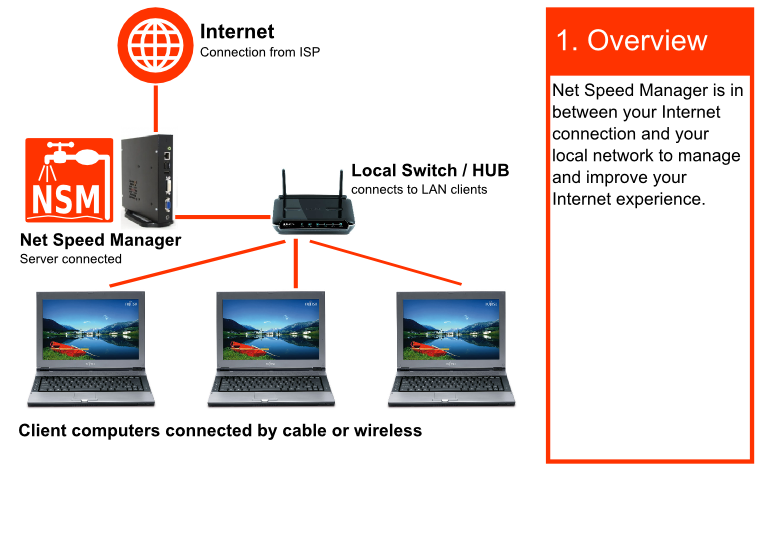 Internet
Connection from ISP
1. Overview
Net Speed Manager is in
between your Internet
connection and your
local network to manage
and improve your
Internet experience.
NSM
Local Switch / HUB
connects to LAN clients
Net Speed Manager
Server connected
Client computers connected by cable or wireless